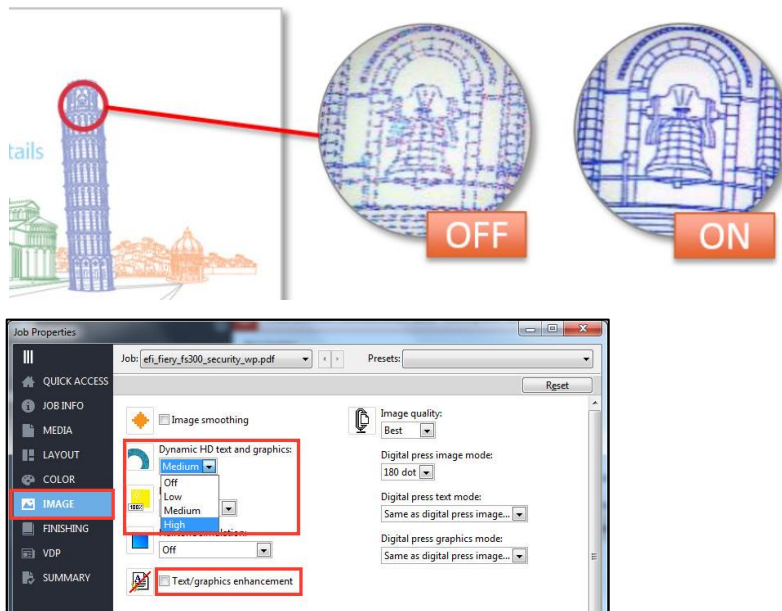 tails
OFF
ON
Job Properties
Job: efi_fiery_fs300_security_wp.pdf
Presets:
Reset
QUICK ACCESS
JOB INFO
MEDIA
LAYOUT
COLOR
IMAGE
FINISHING
VDP
SUMMARY
Image smoothing
Dynamic HD text and graphics:
Medium
Off
Low
Medium
High
Off
Text/graphics enhancement
Image quality:
Best
Digital press image mode:
180 dot
Digital press text mode:
Same as digital press image...
Digital press graphics mode:
Same as digital press image...